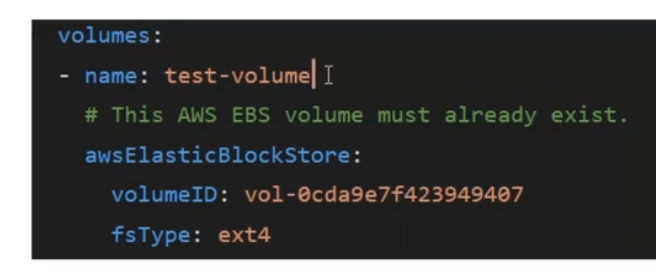 volumes:
- name: test-volume
# This AWS EBS volume must already exist.
awsElasticBlockStore:
volumeID: vol-0cda9e7f423949407
fsType: ext4